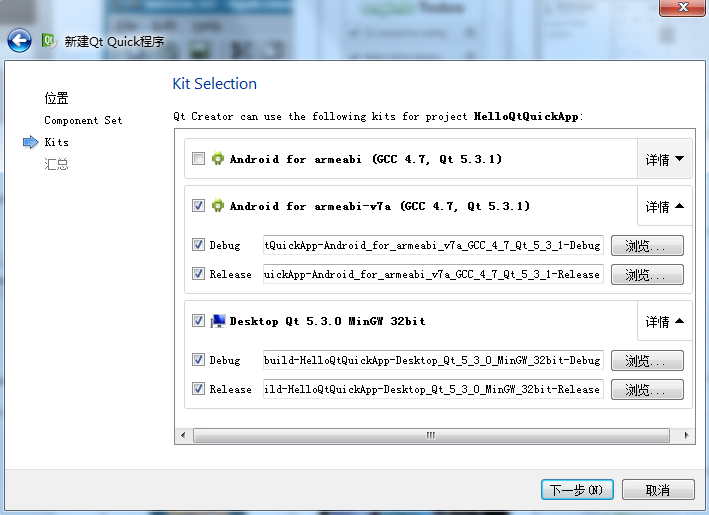 新建Qt Quick程序
Kit Selection
位置
Component Set
Kits
汇总
Qt Creator can use the following kits for project HelloQtQuickApp:
Android for armeabi (GCC 4.7, Qt 5.3.1) 详情
Android for armeabi-v7a (GCC 4.7, Qt 5.3.1) 详情
Debug tQuickApp-Android_for_armeabi_v7a_GCC_4_7_Qt_5_3_1-Debug 浏览...
Release uickApp-Android_for_armeabi_v7a_GCC_4_7_Qt_5_3_1-Release 浏览...
Desktop Qt 5.3.0 MinGW 32bit 详情
Debug build-HelloQtQuickApp-Desktop_Qt_5_3_0_MinGW_32bit-Debug 浏览...
Release ild-HelloQtQuickApp-Desktop_Qt_5_3_0_MinGW_32bit-Release 浏览...
下一步(N) 取消